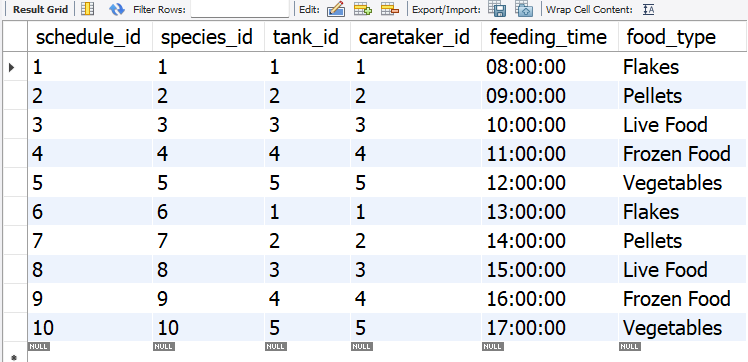 Result Grid Filter Rows: Edit: Export/Import: Wrap Cell Content: IA
schedule_id species_id tank_id caretaker_id feeding_time food_type
1 1 1 1 08:00:00 Flakes
2 2 2 2 09:00:00 Pellets
3 3 3 3 10:00:00 Live Food
4 4 4 4 11:00:00 Frozen Food
5 5 5 5 12:00:00 Vegetables
6 6 1 1 13:00:00 Flakes
7 7 2 2 14:00:00 Pellets
8 8 3 3 15:00:00 Live Food
9 9 4 4 16:00:00 Frozen Food
10 10 5 5 17:00:00 Vegetables
NULL NULL NULL NULL NULL NULL